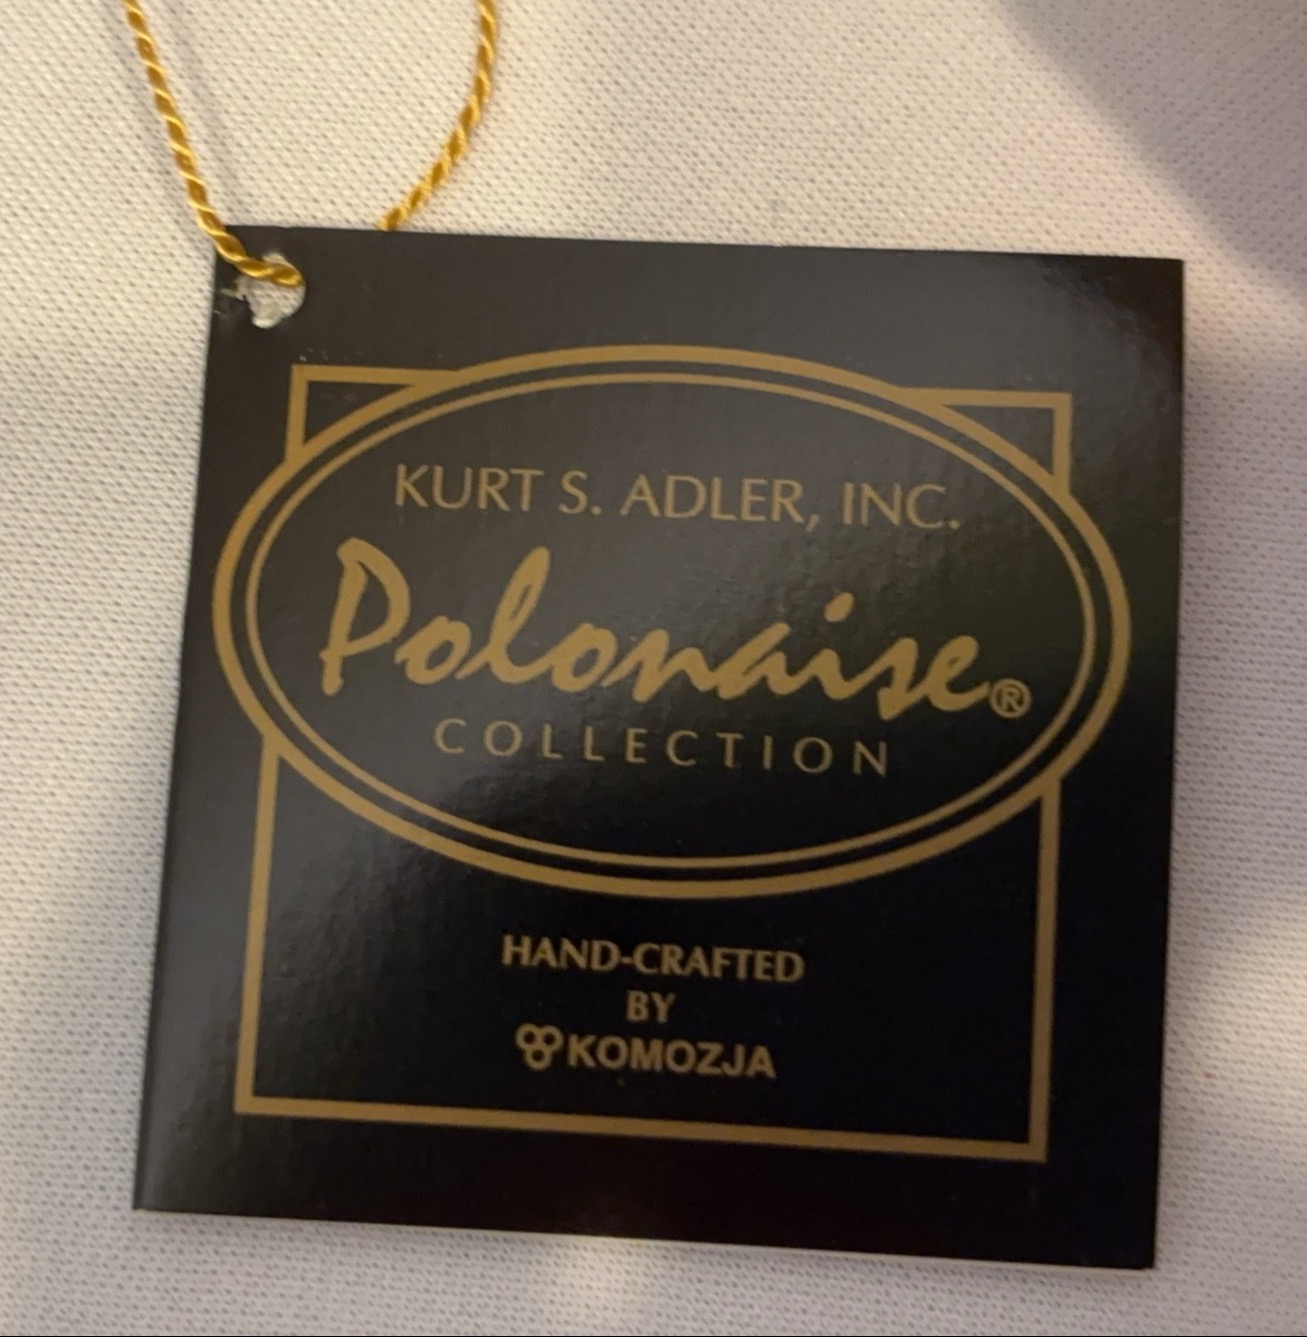 KURT S. ADLER, INC.
Polonaise®
COLLECTION
HAND-CRAFTED
BY
KOMOZJA